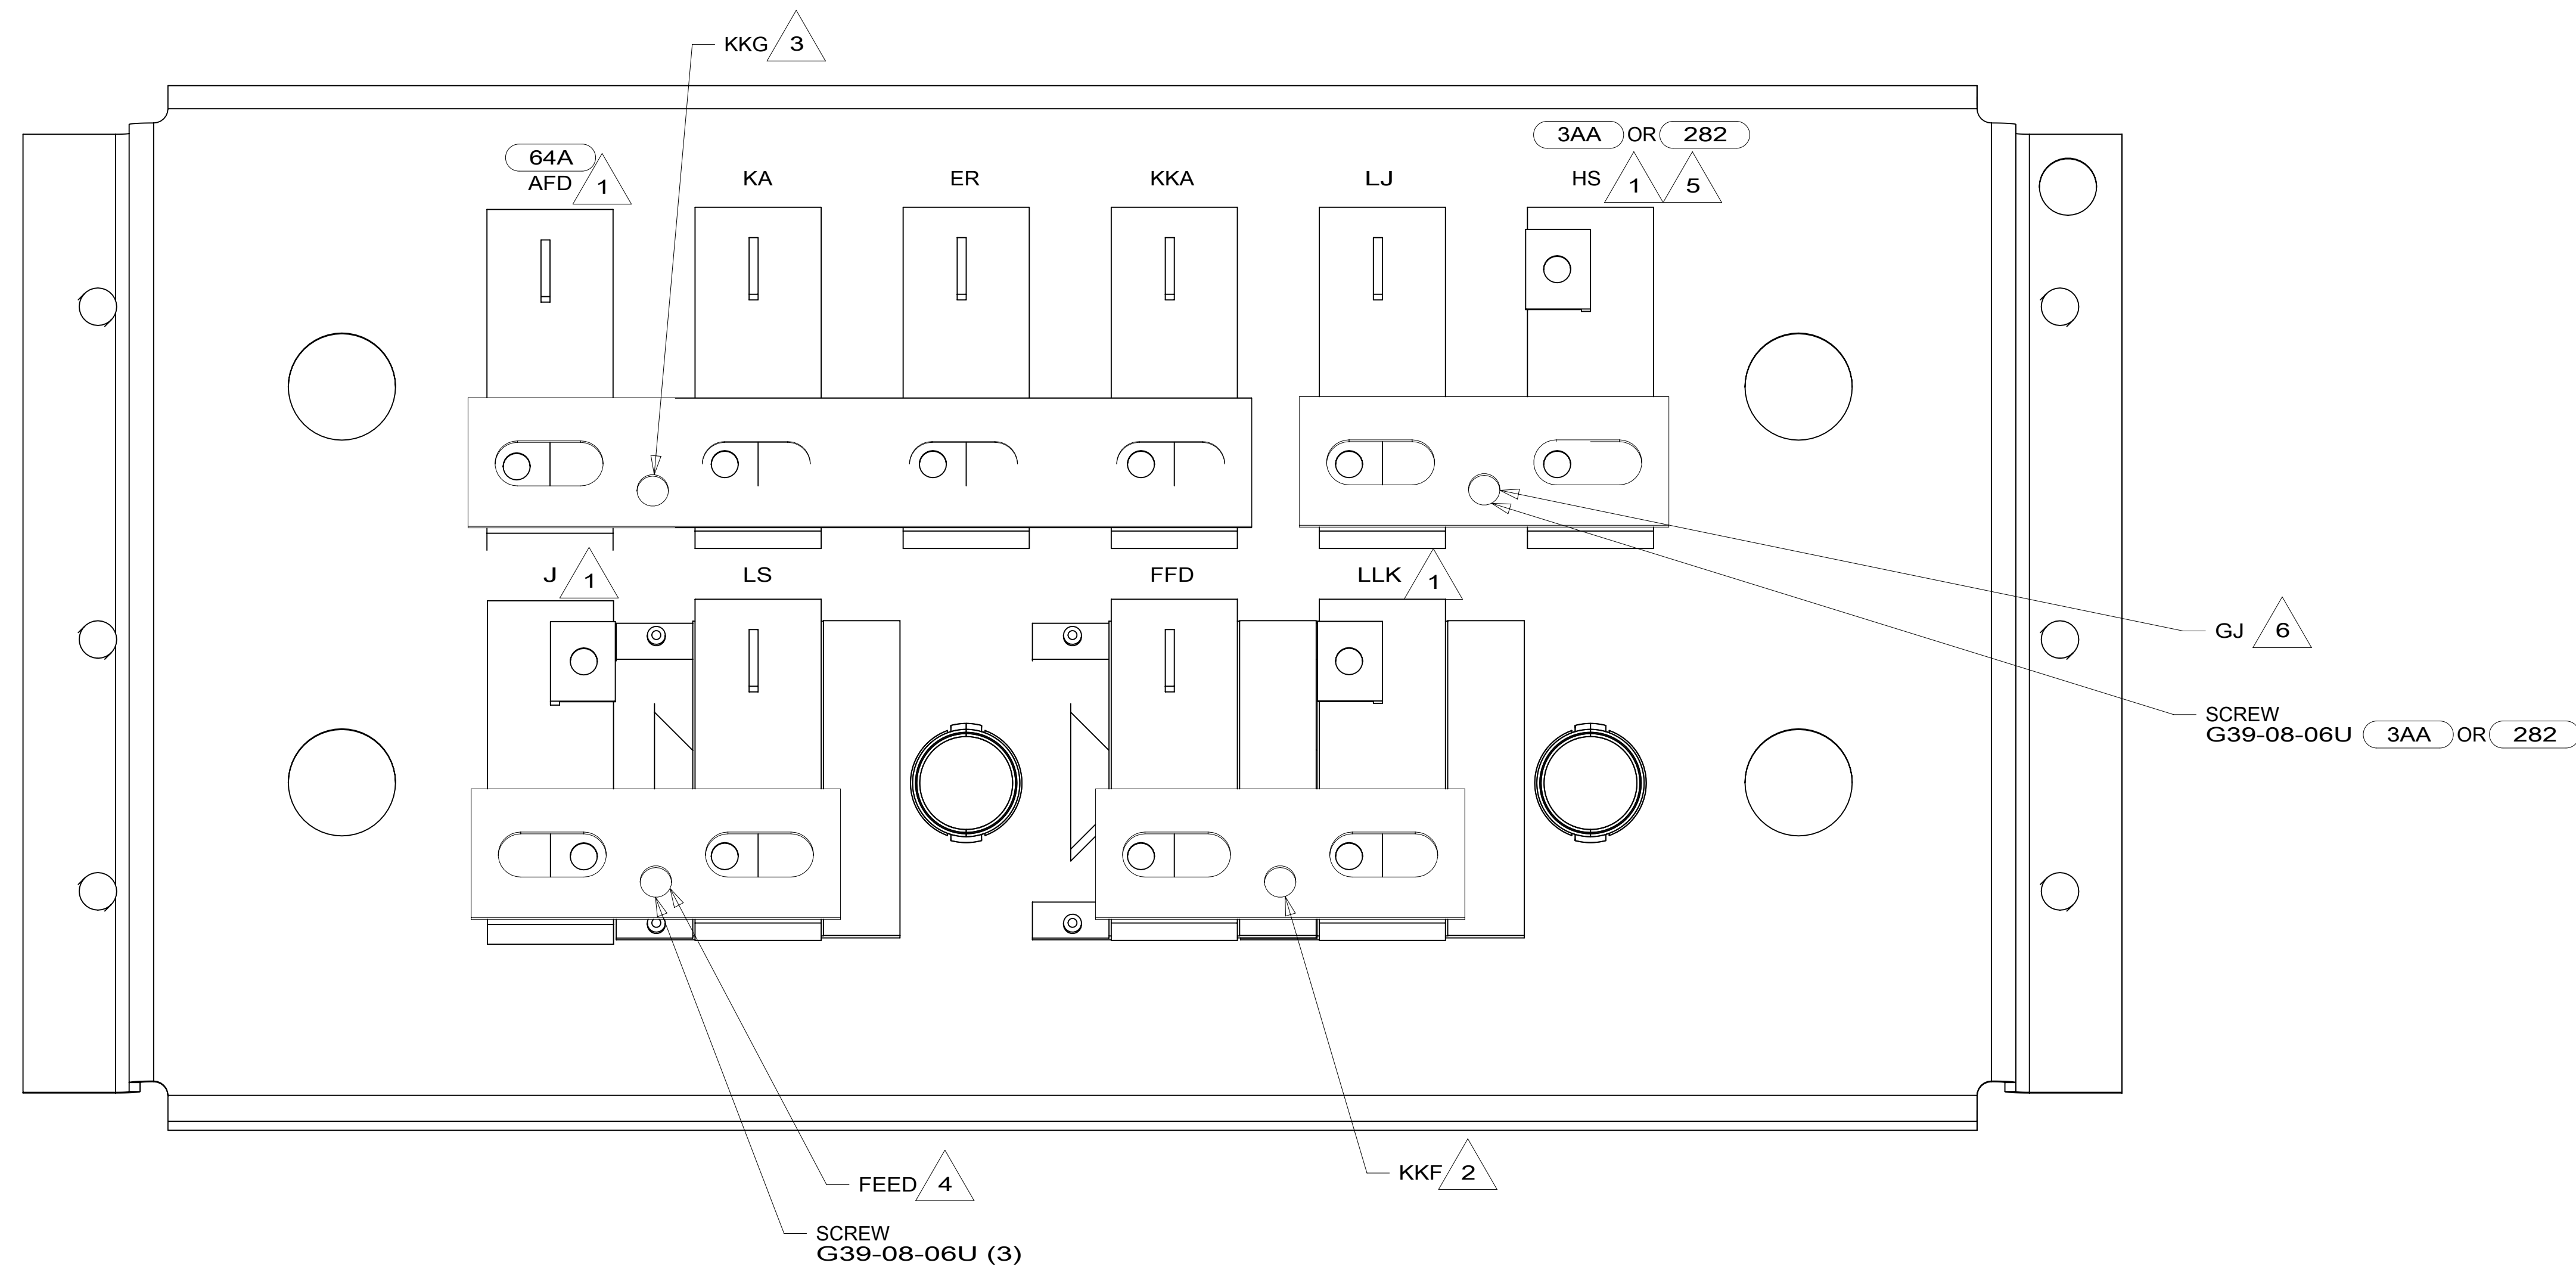 KKG 3
3AA OR 282
64A
AFD 1
KA
ER
KKA
LJ
HS 1 5
J 1
LS
FFD
LLK 1
GJ 6
SCREW
G39-08-06U 3AA OR 282
KKF 2
FEED 4
SCREW
G39-08-06U (3)